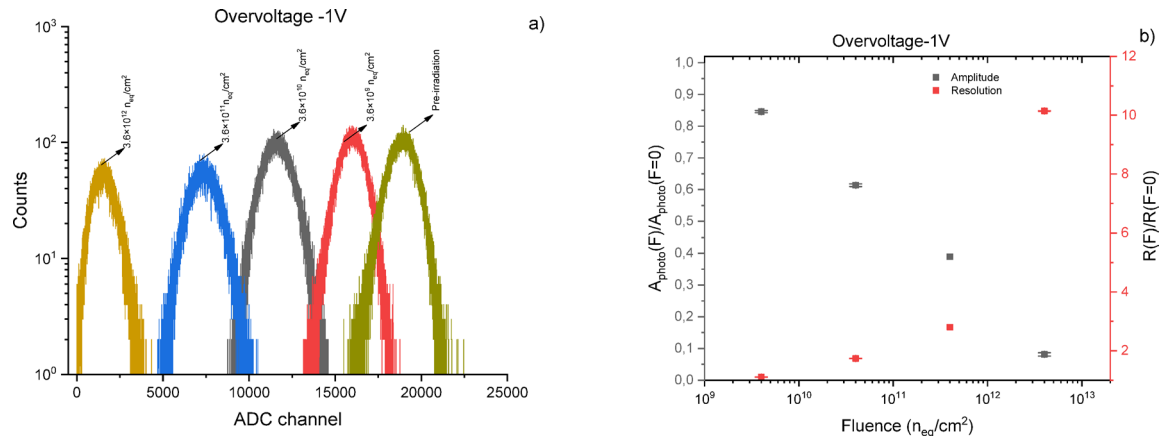 Overvoltage -1V
a)
3.6×10¹² n_eq/cm²
3.6×10¹¹n_eq/cm²
3.6×10¹⁰ n_eq/cm²
3.6×10⁹ n_eq/cm²
Pre-irradiation
Counts
10³
10²
10¹
10⁰
0
5000
10000
15000
20000
25000
ADC channel
b)
Overvoltage-1V
Amplitude
Resolution
A_photo(F)/A_photo(F=0)
1,0
0,9
0,8
0,7
0,6
0,5
0,4
0,3
0,2
0,1
0,0
12
10
8
6
4
2
R(F)/R(F=0)
10⁹
10¹⁰
10¹¹
10¹²
10¹³
Fluence (n_eq/cm²)